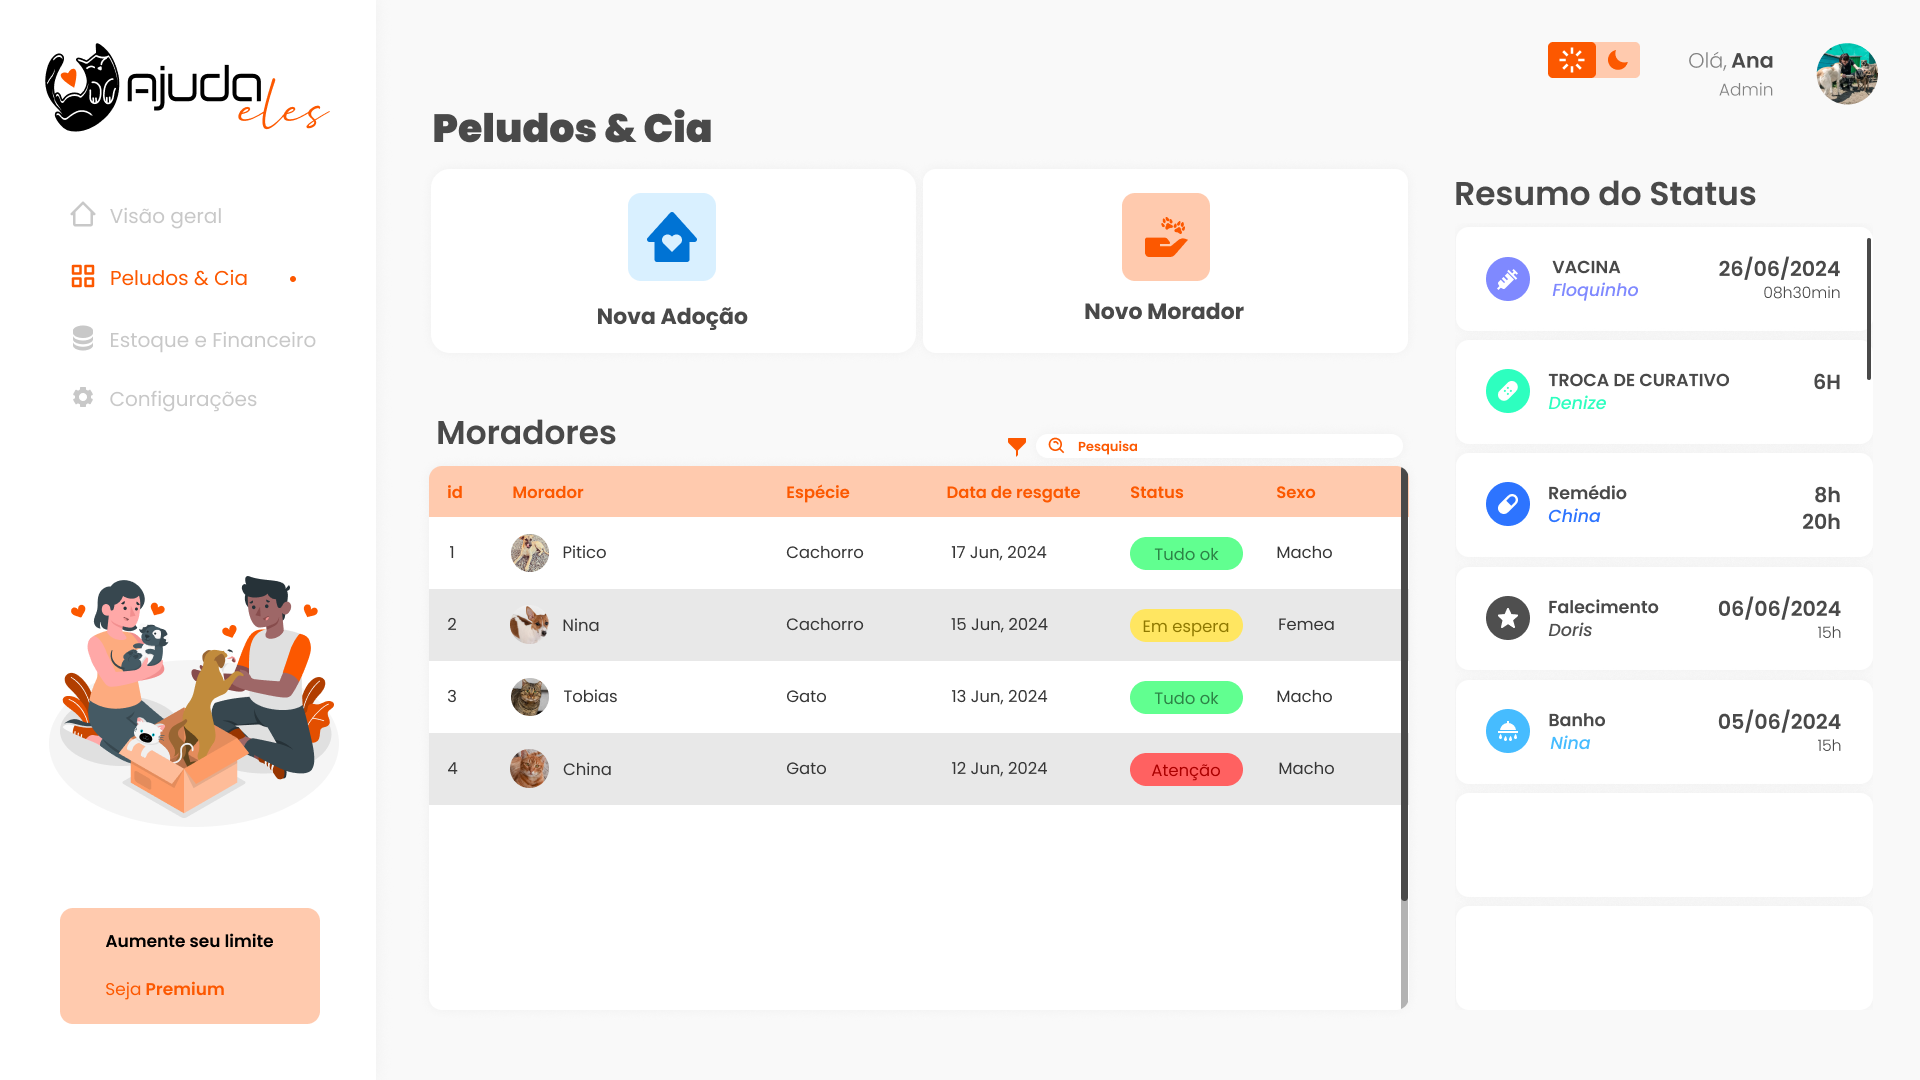 Ajuda
eles
Visão geral
Peludos & Cia
Estoque e Financeiro
Configurações
Aumente seu limite
Seja Premium
Olá, Ana
Admin
Peludos & Cia
Nova Adoção
Novo Morador
Moradores
Pesquisa
id Morador Espécie Data de resgate Status Sexo
1 Pitico Cachorro 17 Jun, 2024 Tudo ok Macho
2 Nina Cachorro 15 Jun, 2024 Em espera Femea
3 Tobias Gato 13 Jun, 2024 Tudo ok Macho
4 China Gato 12 Jun, 2024 Atenção Macho
Resumo do Status
VACINA 26/06/2024
Floquinho 08h30min
TROCA DE CURATIVO 6H
Denize
Remédio 8h
China 20h
Falecimento 06/06/2024
Doris 15h
Banho 05/06/2024
Nina 15h